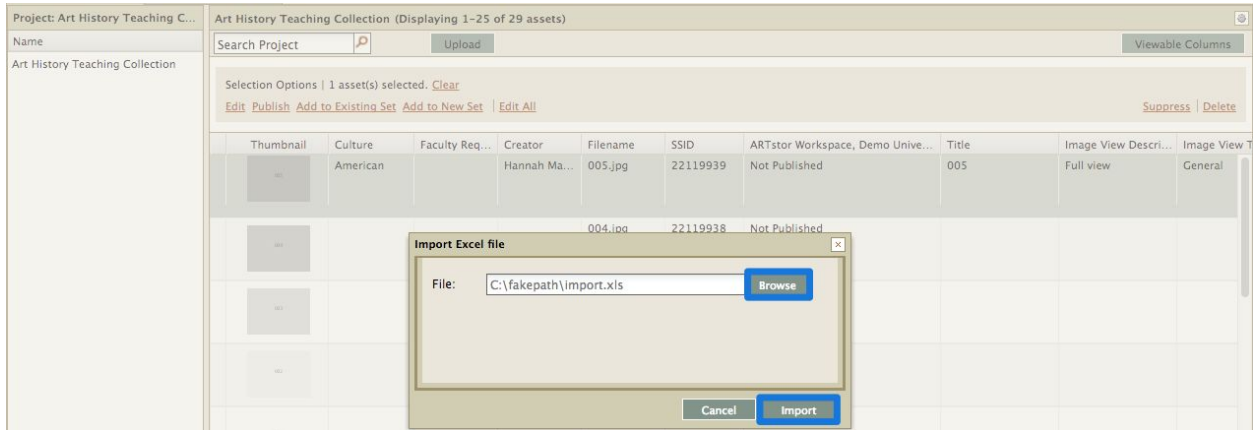 Project: Art History Teaching C...
Art History Teaching Collection (Displaying 1-25 of 29 assets)
Name
Search Project
Upload
Viewable Columns
Art History Teaching Collection
Selection Options | 1 asset(s) selected. Clear
Edit Publish Add to Existing Set Add to New Set | Edit All
Suppress | Delete
Thumbnail Culture Faculty Req... Creator Filename SSID ARTstor Workspace, Demo Unive... Title Image View Descri... Image View T
American Hannah Ma... 005.jpg 22119939 Not Published 005 Full view General
004.jpg 22119938 Not Published
Import Excel file
File: C:\fakepath\import.xls Browse
Cancel Import